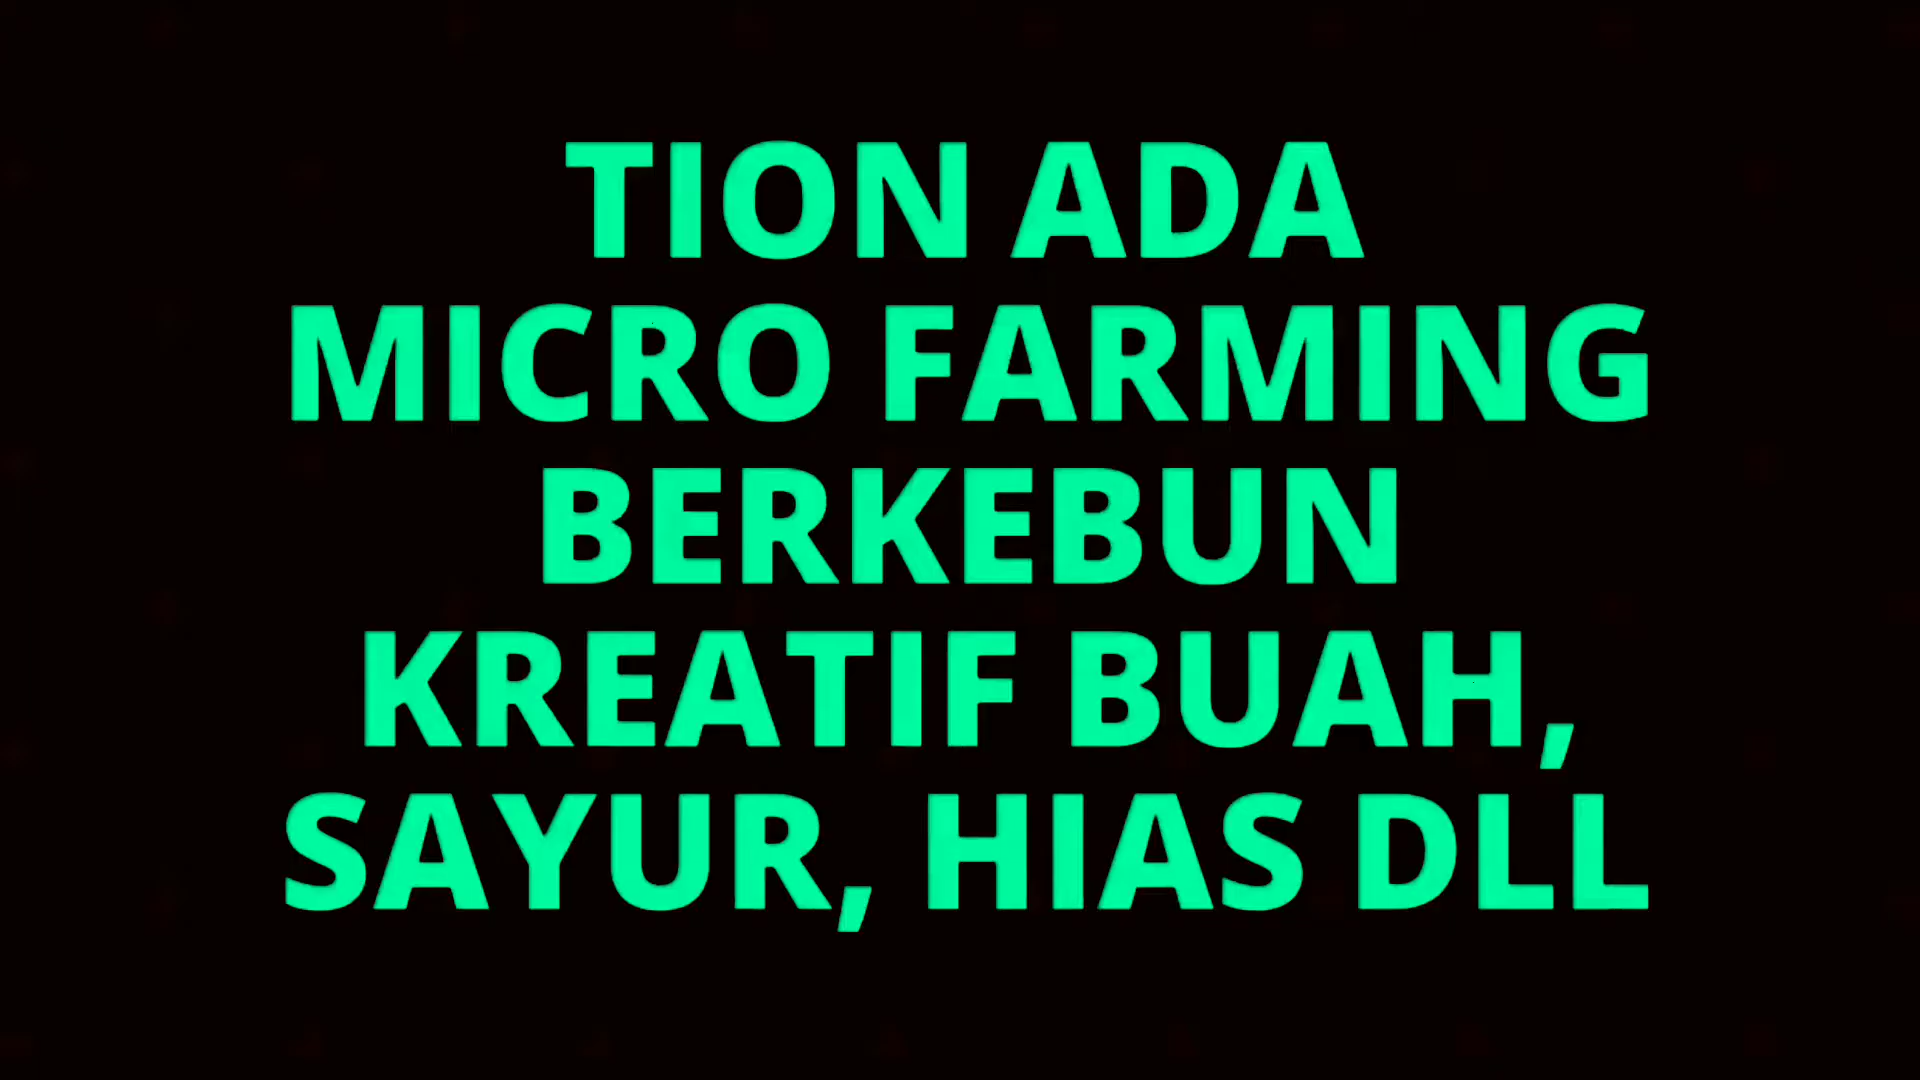 TION ADA
MICRO FARMING
BERKEBUN
KREATIF BUAH,
SAYUR, HIAS DLL